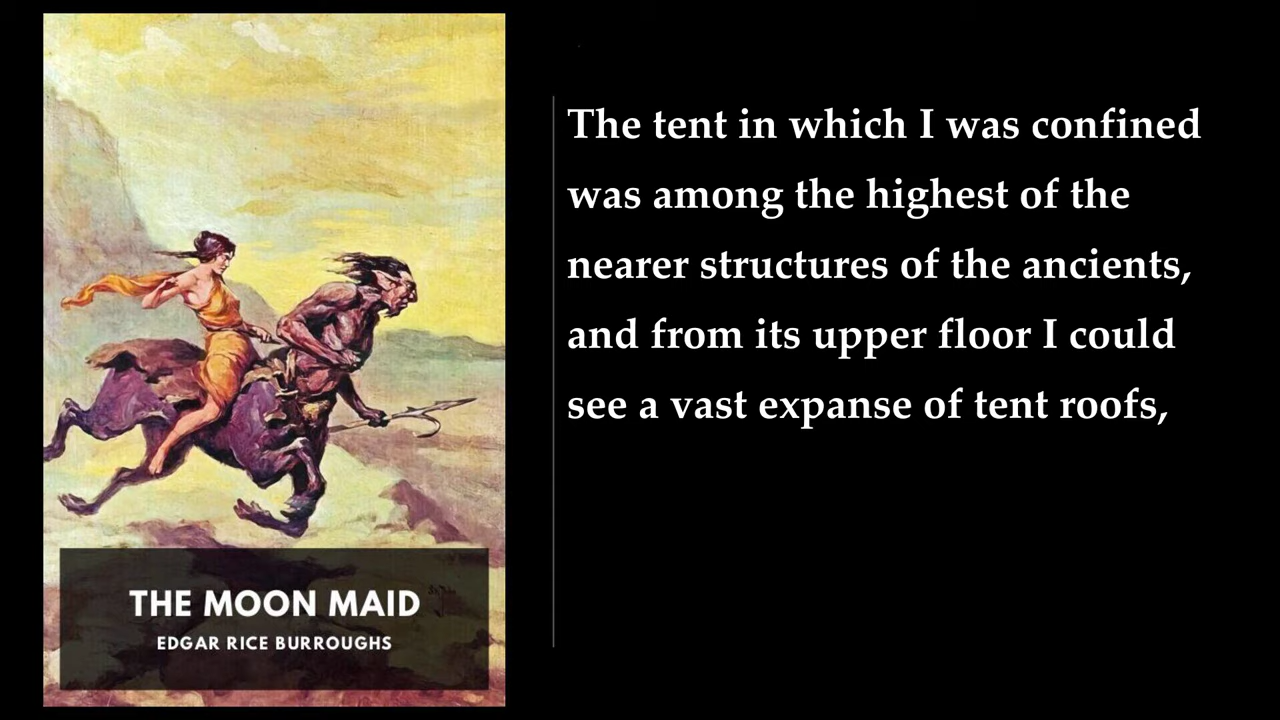 The tent in which I was confined
was among the highest of the
nearer structures of the ancients,
and from its upper floor I could
see a vast expanse of tent roofs,
THE MOON MAID
EDGAR RICE BURROUGHS